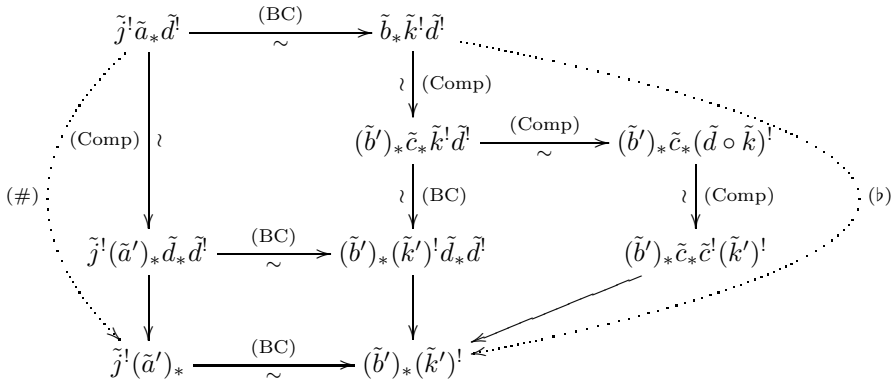 j̃^!ã_*d̃^! (BC) ∼ b̃_*k̃^!d̃^!
(Comp) ≀ ≀ (Comp)
(b̃′)_*c̃_*k̃^!d̃^! (Comp) ∼ (b̃′)_*c̃_*(d̃ ∘ k̃)^!
(#) ≀ (BC) ≀ (Comp) (♭)
j̃^!(ã′)_*d̃_*d̃^! (BC) ∼ (b̃′)_*(k̃′)^!d̃_*d̃^! (b̃′)_*c̃_*c̃^!(k̃′)^!
j̃^!(ã′)_* (BC) ∼ (b̃′)_*(k̃′)^!